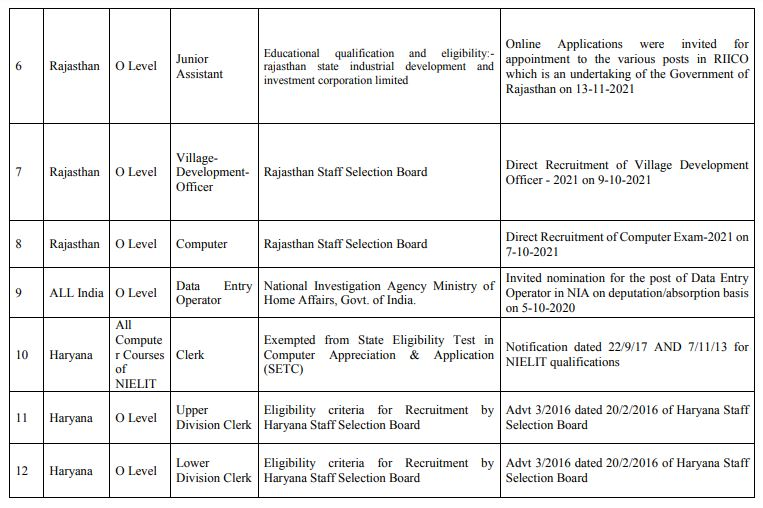 6
Rajasthan
O Level
Junior
Assistant
Educational qualification and eligibility:-
rajasthan state industrial development and
investment corporation limited
Online Applications were invited for
appointment to the various posts in RIICO
which is an undertaking of the Government of
Rajasthan on 13-11-2021
7
Rajasthan
O Level
Village-
Development-
Officer
Rajasthan Staff Selection Board
Direct Recruitment of Village Development
Officer - 2021 on 9-10-2021
8
Rajasthan
O Level
Computer
Rajasthan Staff Selection Board
Direct Recruitment of Computer Exam-2021 on
7-10-2021
9
ALL India
O Level
Data Entry
Operator
National Investigation Agency Ministry of
Home Affairs, Govt. of India.
Invited nomination for the post of Data Entry
Operator in NIA on deputation/absorption basis
on 5-10-2020
10
Haryana
All
Compute
r Courses
of
NIELIT
Clerk
Exempted from State Eligibility Test in
Computer Appreciation & Application
(SETC)
Notification dated 22/9/17 AND 7/11/13 for
NIELIT qualifications
11
Haryana
O Level
Upper
Division Clerk
Eligibility criteria for Recruitment by
Haryana Staff Selection Board
Advt 3/2016 dated 20/2/2016 of Haryana Staff
Selection Board
12
Haryana
O Level
Lower
Division Clerk
Eligibility criteria for Recruitment by
Haryana Staff Selection Board
Advt 3/2016 dated 20/2/2016 of Haryana Staff
Selection Board